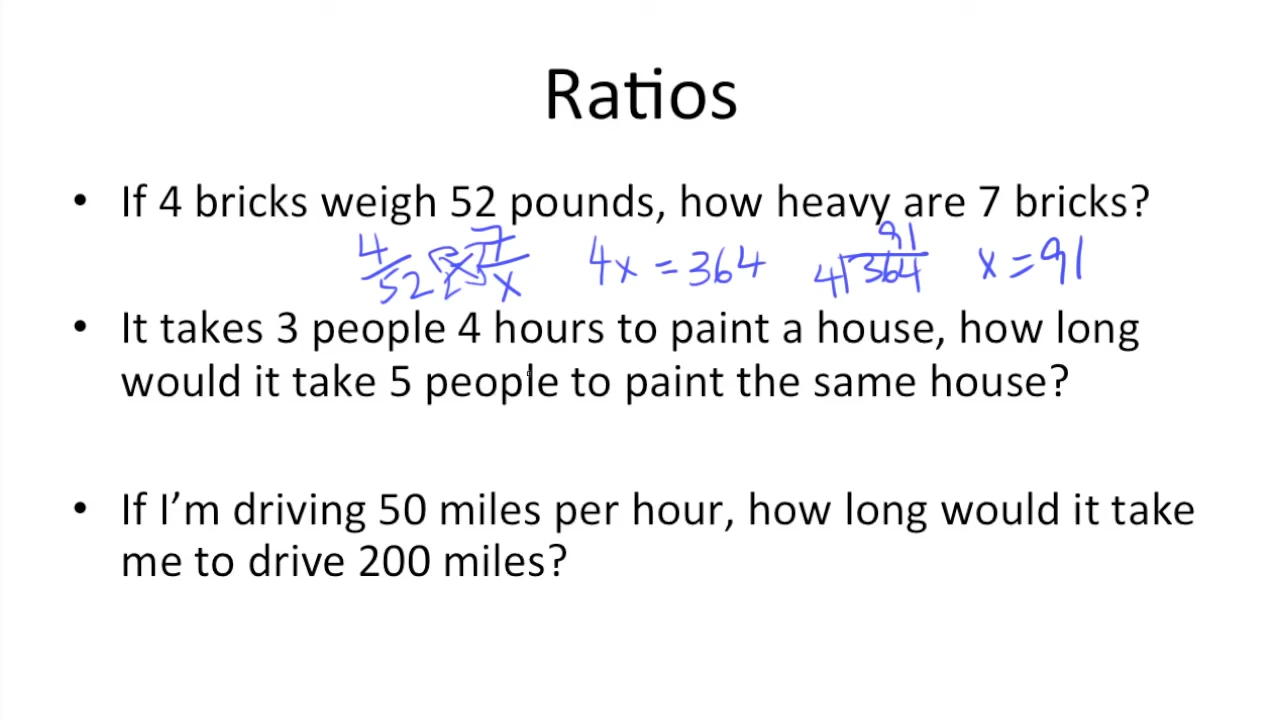 Ratios
• If 4 bricks weigh 52 pounds, how heavy are 7 bricks?
4/52 7/x 4x = 364 4)364 91 x = 91
• It takes 3 people 4 hours to paint a house, how long
would it take 5 people to paint the same house?
• If I’m driving 50 miles per hour, how long would it take
me to drive 200 miles?